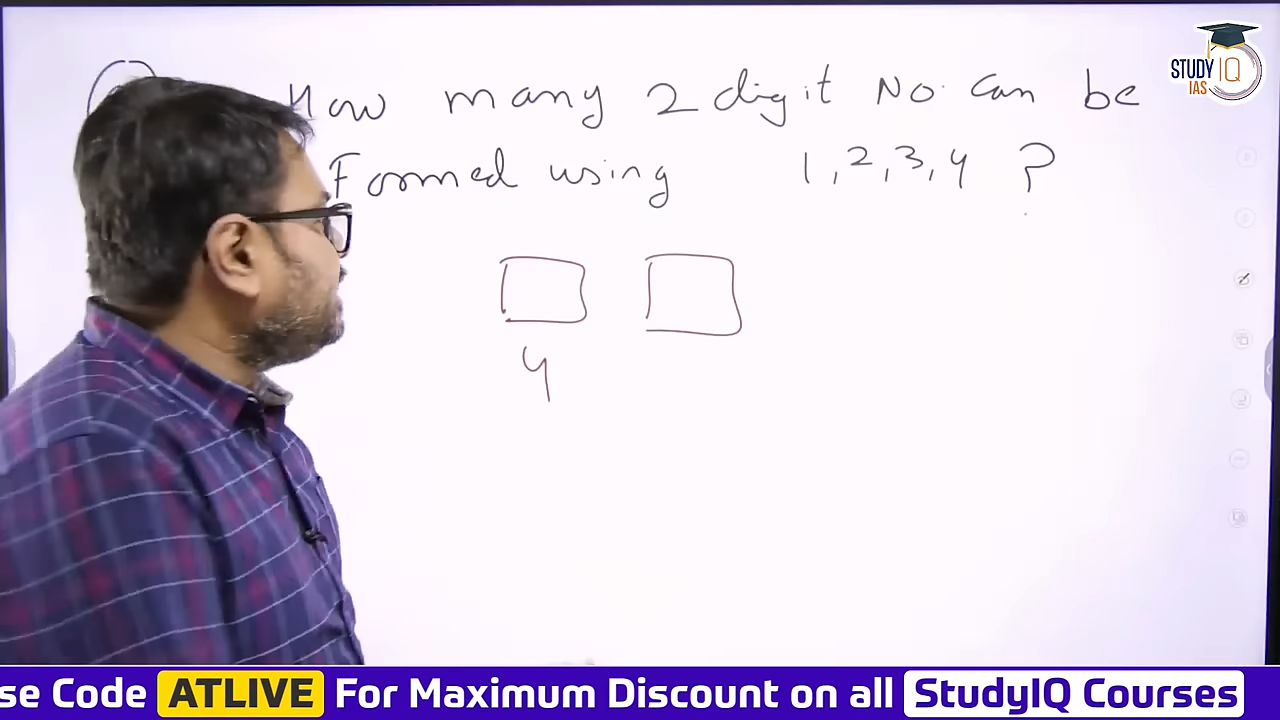 How many 2 digit No. Can be
Formed using 1, 2, 3, 4 ?
4
STUDY IQ
IAS
se Code ATLIVE For Maximum Discount on all StudyIQ Courses